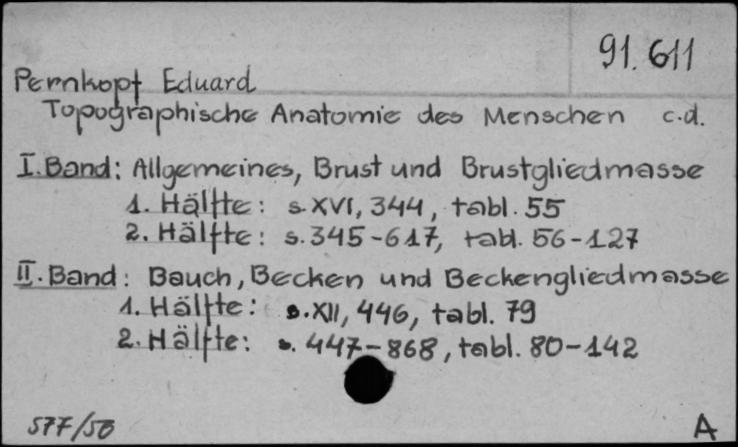 91.611
Pernkopf Eduard
Topographische Anatomie des Menschen c.d.
I. Band: Allgemeines, Brust und Brustgliedmasse
1. Hälfte: s. XVI, 344, tabl. 55
2. Hälfte: s. 345-617, tabl. 56-127
II. Band: Bauch, Becken und Beckengliedmasse
1. Hälfte: s. XII, 446, tabl. 79
2. Hälfte: s. 447-868, tabl. 80-142
577/50 A